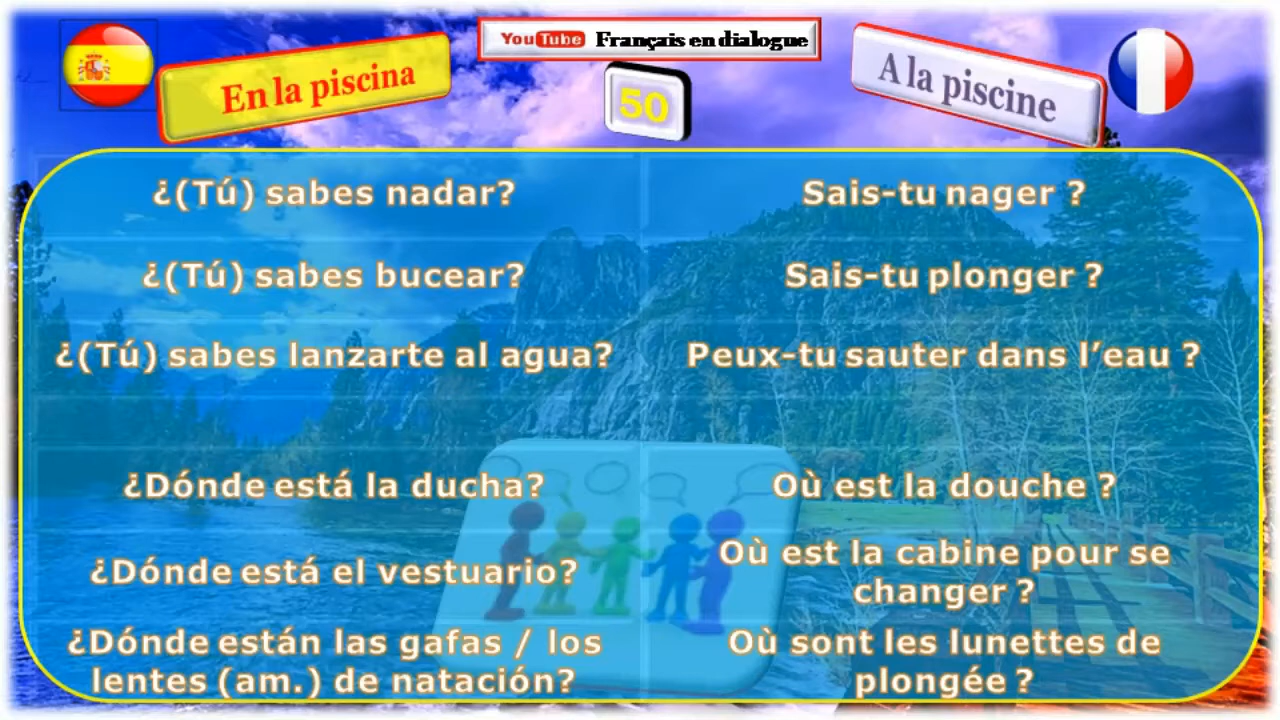 YouTube Français en dialogue
En la piscina
50
A la piscine
¿(Tú) sabes nadar?
Sais-tu nager ?
¿(Tú) sabes bucear?
Sais-tu plonger ?
¿(Tú) sabes lanzarte al agua?
Peux-tu sauter dans l’eau ?
¿Dónde está la ducha?
Où est la douche ?
¿Dónde está el vestuario?
Où est la cabine pour se
changer ?
¿Dónde están las gafas / los
lentes (am.) de natación?
Où sont les lunettes de
plongée ?